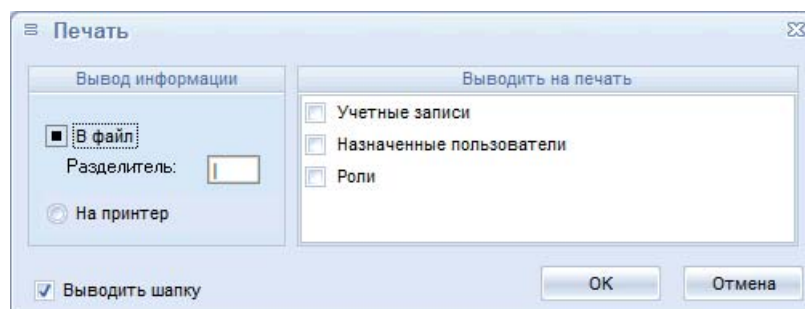 Печать
Вывод информации
В файл
Разделитель: |
На принтер
Выводить на печать
Учетные записи
Назначенные пользователи
Роли
Выводить шапку
OK
Отмена